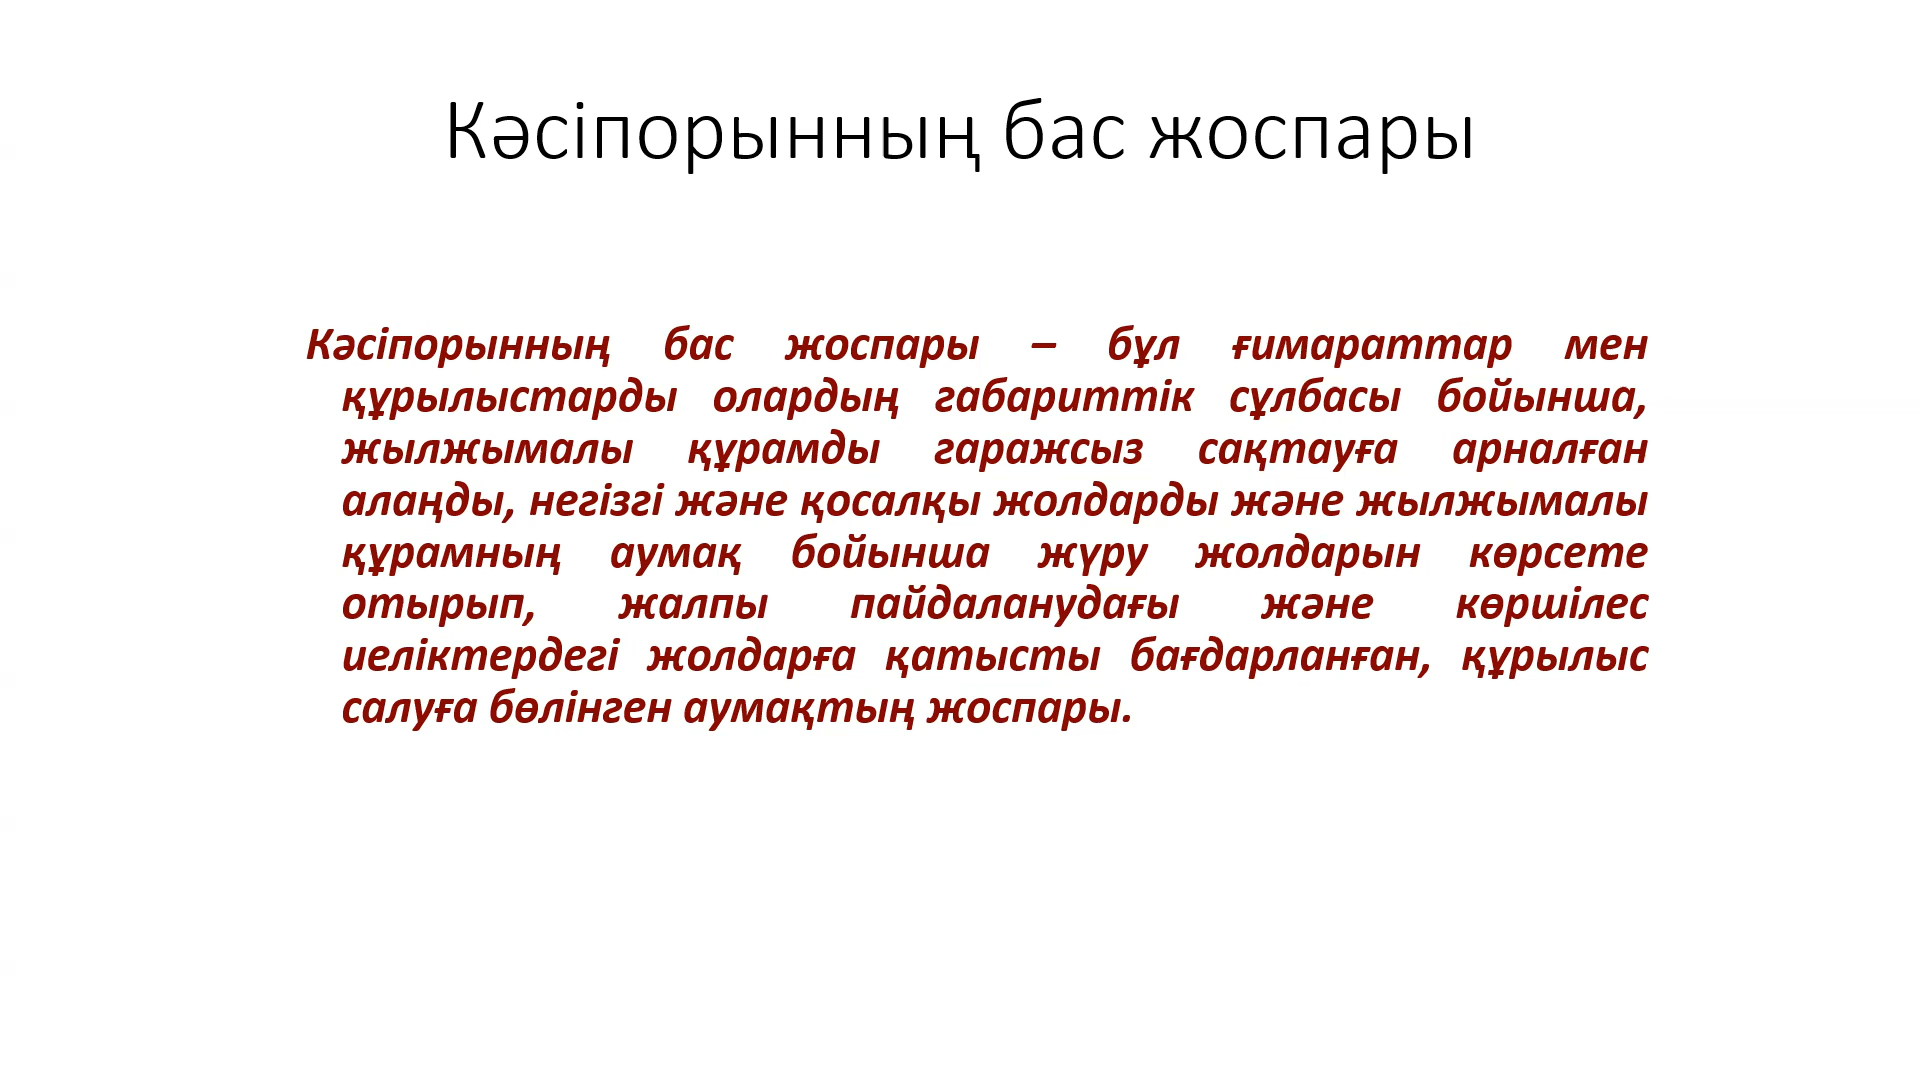 Кәсіпорынның бас жоспары
Кәсіпорынның бас жоспары – бұл ғимараттар мен
құрылыстарды олардың габариттік сұлбасы бойынша,
жылжымалы құрамды гаражсыз сақтауға арналған
алаңды, негізгі және қосалқы жолдарды және жылжымалы
құрамның аумақ бойынша жүру жолдарын көрсете
отырып, жалпы пайдаланудағы және көршілес
иеліктердегі жолдарға қатысты бағдарланған, құрылыс
салуға бөлінген аумақтың жоспары.